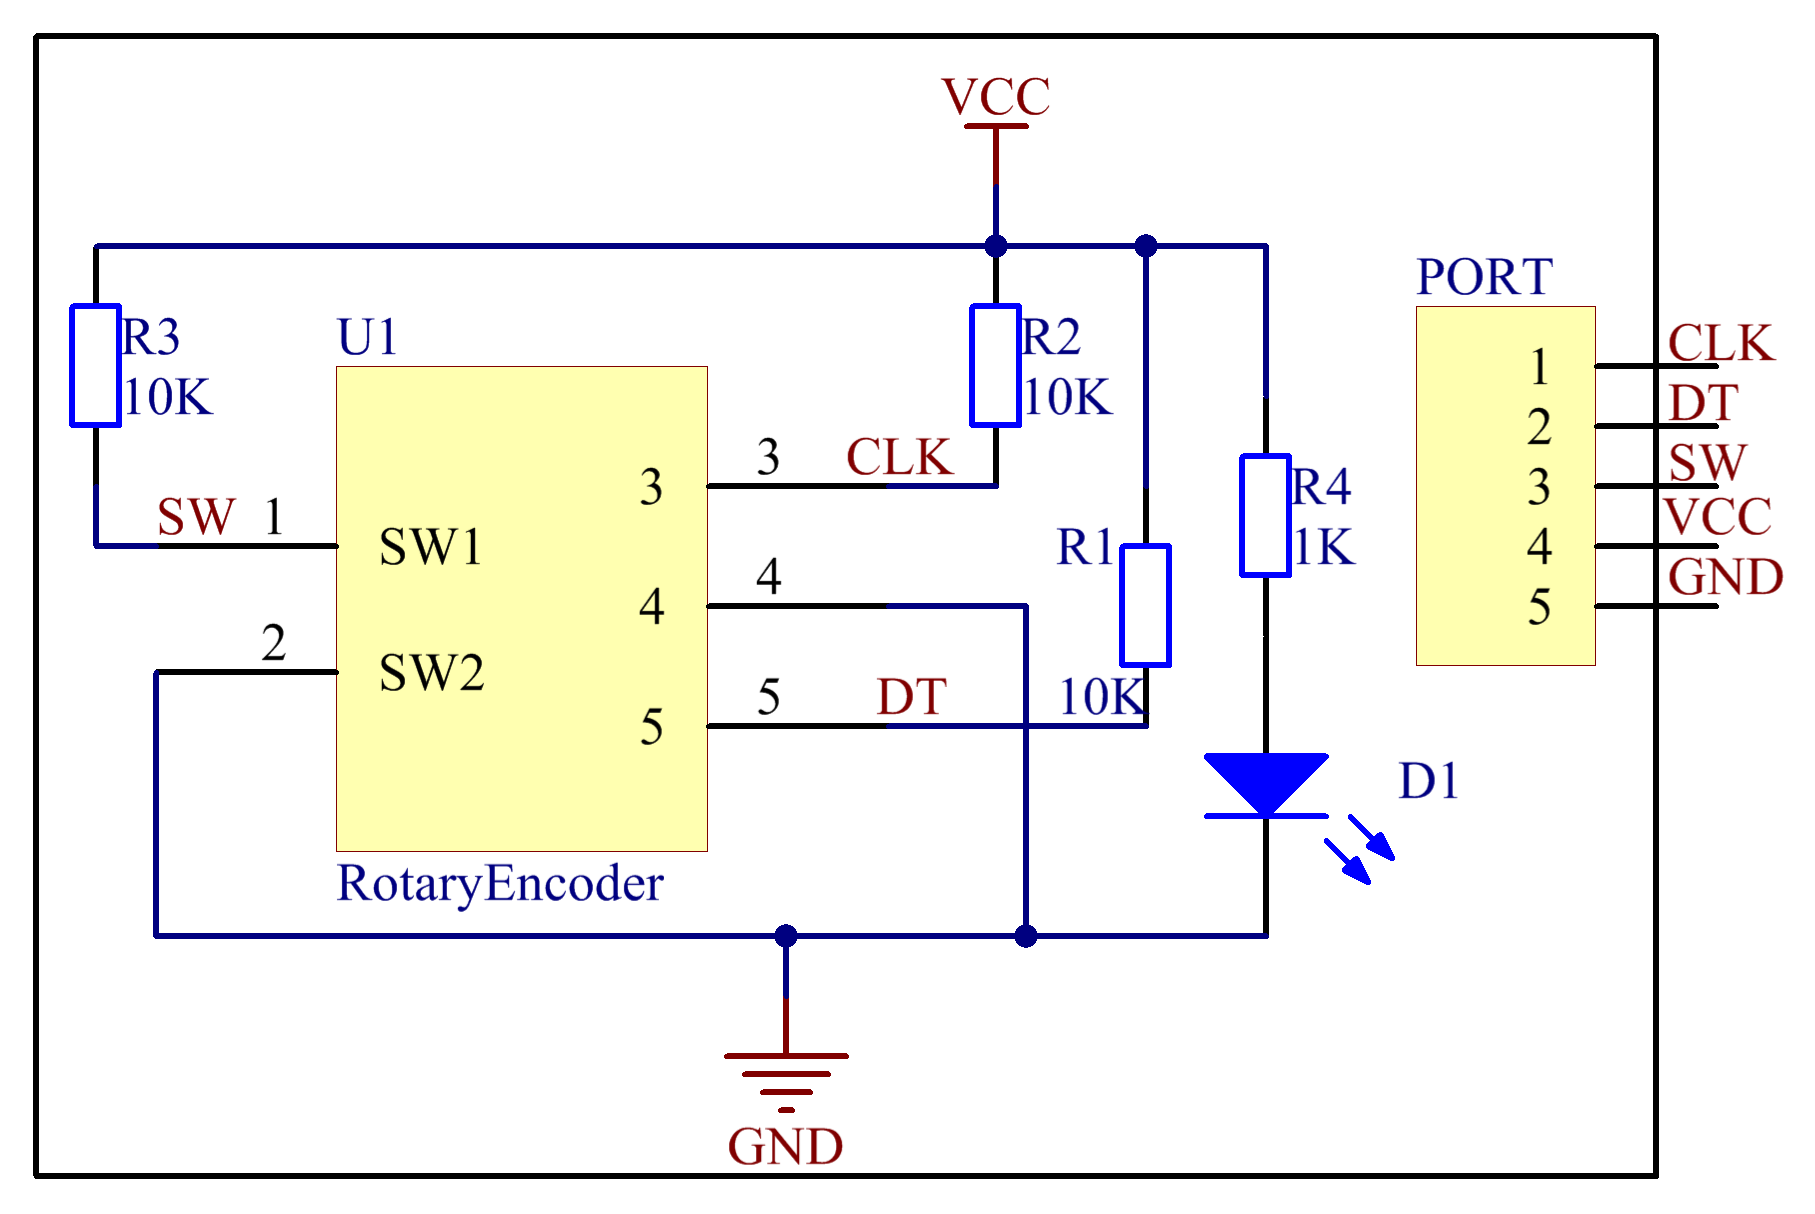 VCC
PORT
R3
10K
U1
R2
10K
CLK
1
DT
2
SW
3
VCC
4
GND
5
3
CLK
3
SW
1
SW1
R4
1K
R1
10K
4
4
2
SW2
5
DT
5
D1
RotaryEncoder
GND